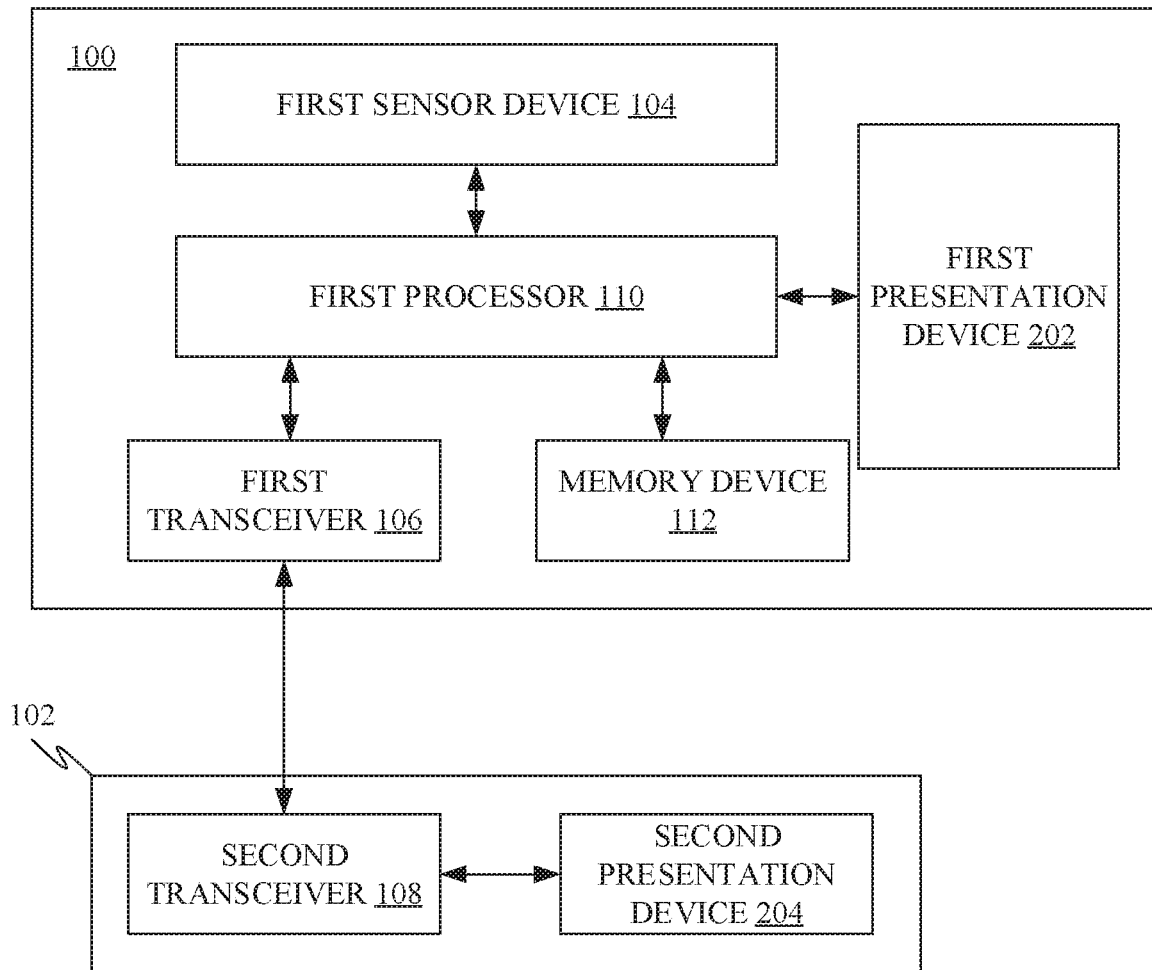 100
FIRST SENSOR DEVICE 104
FIRST PROCESSOR 110
FIRST
PRESENTATION
DEVICE 202
FIRST
TRANSCEIVER 106
MEMORY DEVICE
112
102
SECOND
TRANSCEIVER 108
SECOND
PRESENTATION
DEVICE 204